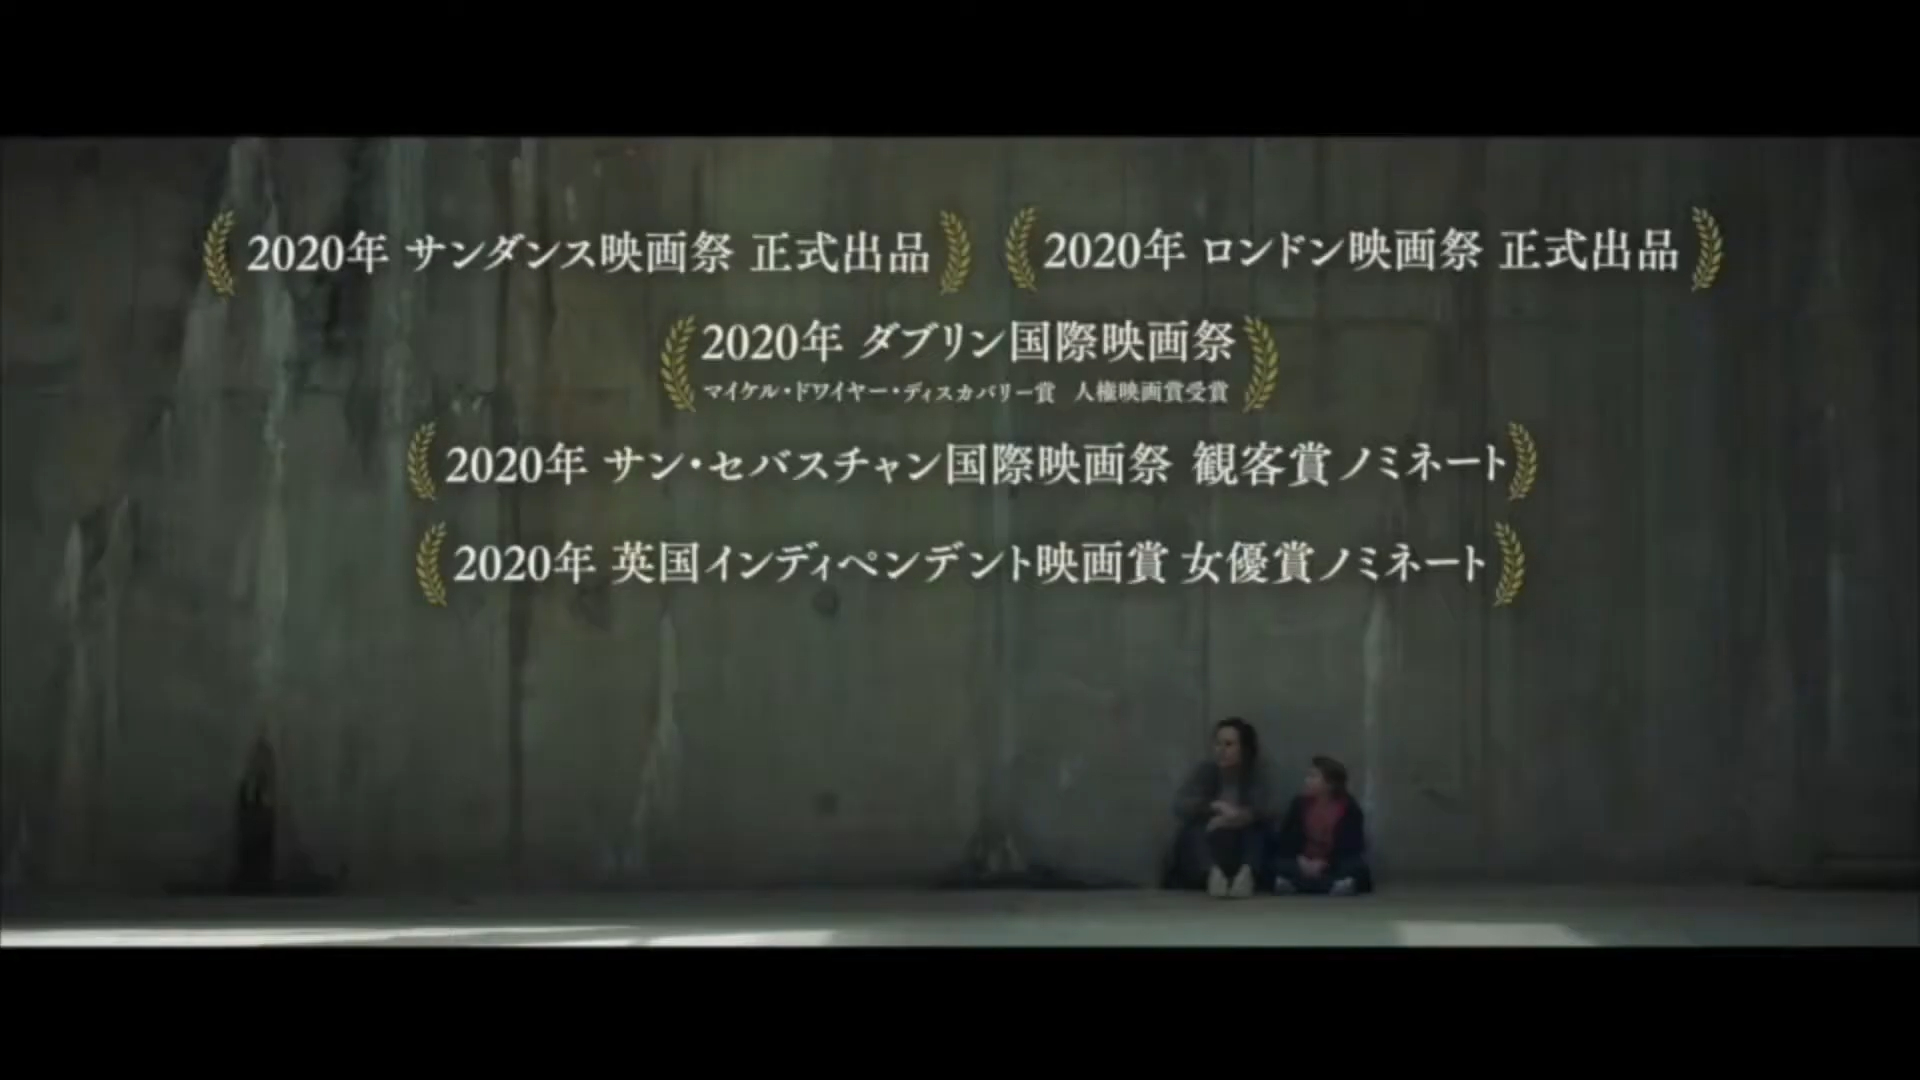 2020年 サンダンス映画祭 正式出品
2020年 ロンドン映画祭 正式出品
2020年 ダブリン国際映画祭
マイケル・ドワイヤー・ディスカバリー賞 人権映画賞受賞
2020年 サン・セバスチャン国際映画祭 観客賞ノミネート
2020年 英国インディペンデント映画賞 女優賞ノミネート